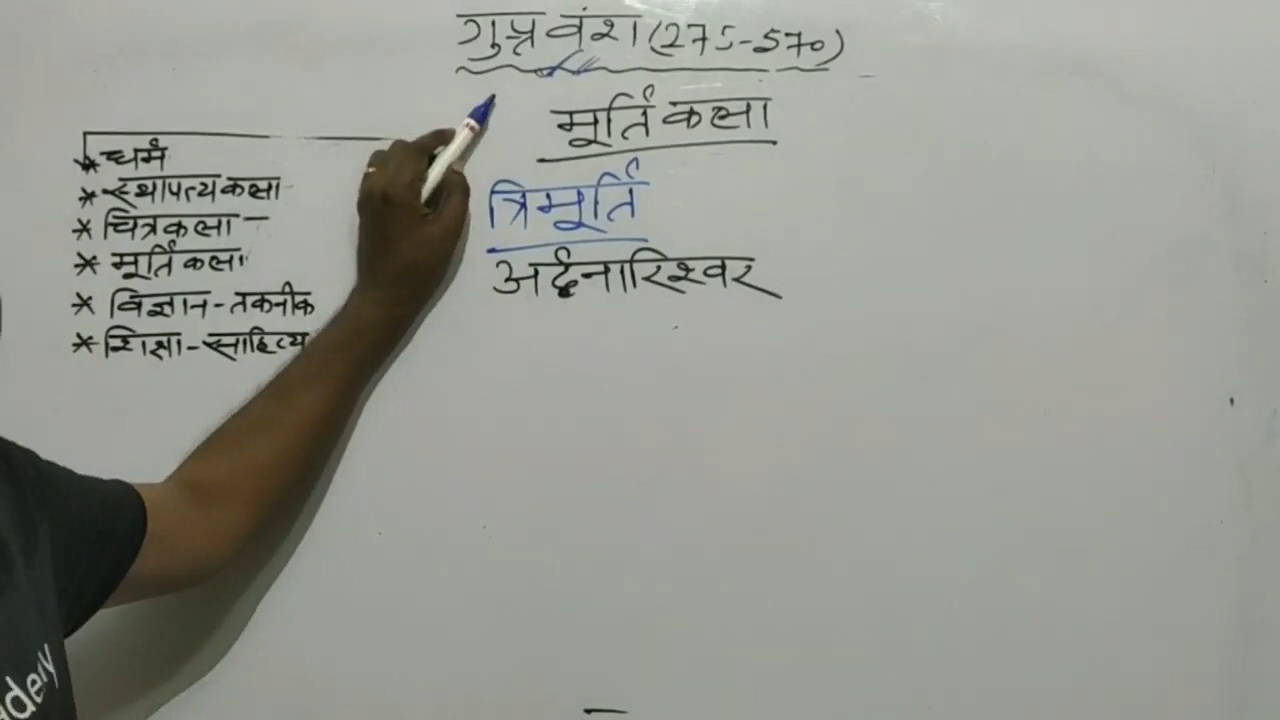 गुप्त वंश (275-570)
मूर्तिकला
* धर्म
* स्थापत्यकला
* चित्रकला -
* मूर्तिकला
* विज्ञान-तकनीक
* शिक्षा-साहित्य
त्रिमूर्ति
अर्द्धनारिश्वर